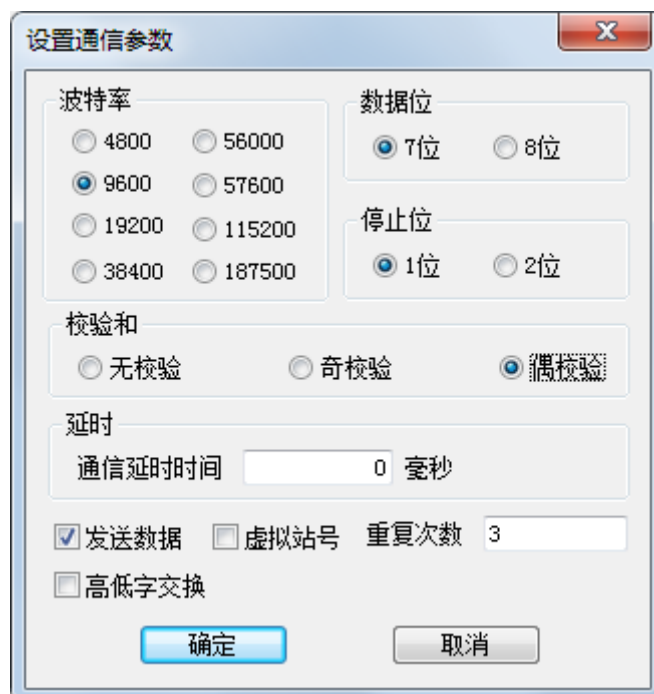 设置通信参数
波特率
4800 56000
9600 57600
19200 115200
38400 187500
数据位
7位 8位
停止位
1位 2位
校验和
无校验 奇校验 偶校验
延时
通信延时时间 0 毫秒
发送数据 虚拟站号 重复次数 3
高低字交换
确定 取消